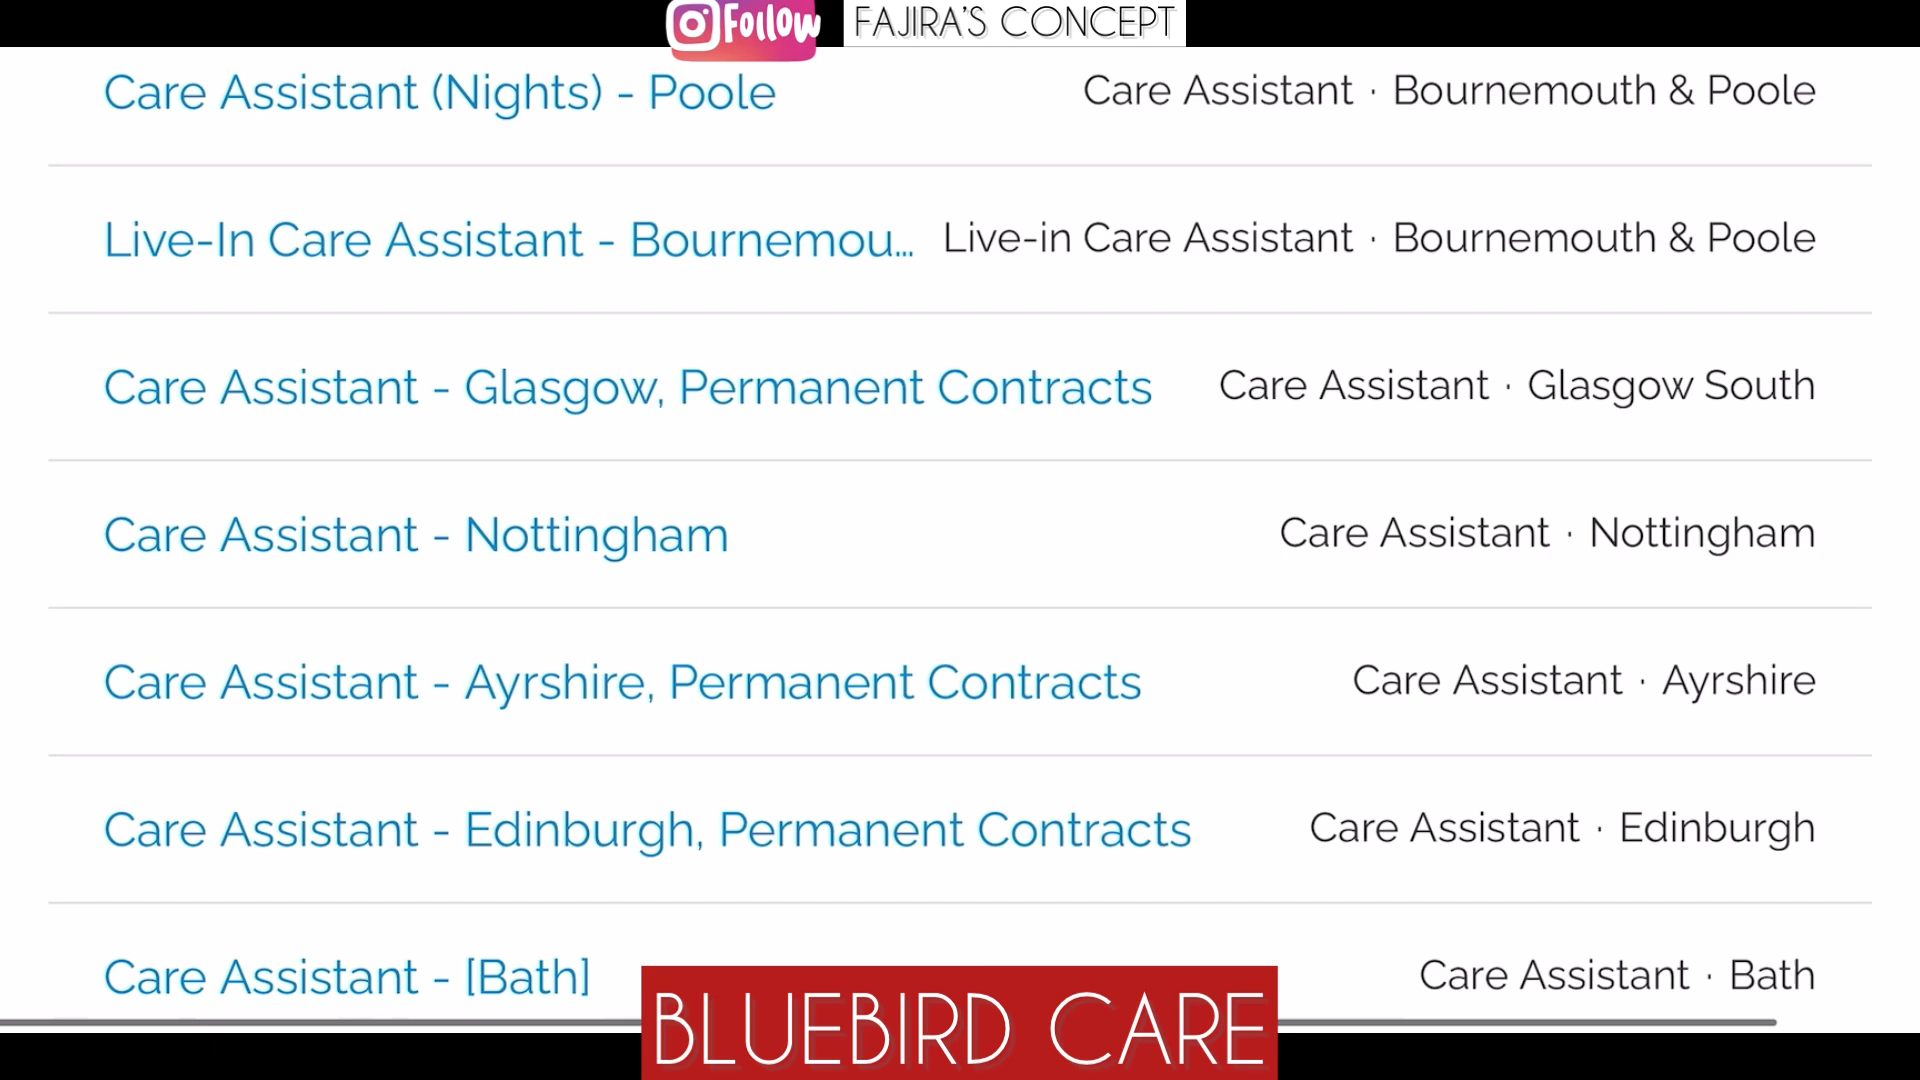 Follow FAJIRA'S CONCEPT
Care Assistant (Nights) - Poole Care Assistant · Bournemouth & Poole
Live-In Care Assistant - Bournemou... Live-in Care Assistant · Bournemouth & Poole
Care Assistant - Glasgow, Permanent Contracts Care Assistant · Glasgow South
Care Assistant - Nottingham Care Assistant · Nottingham
Care Assistant - Ayrshire, Permanent Contracts Care Assistant · Ayrshire
Care Assistant - Edinburgh, Permanent Contracts Care Assistant · Edinburgh
Care Assistant - [Bath] Care Assistant · Bath
BLUEBIRD CARE